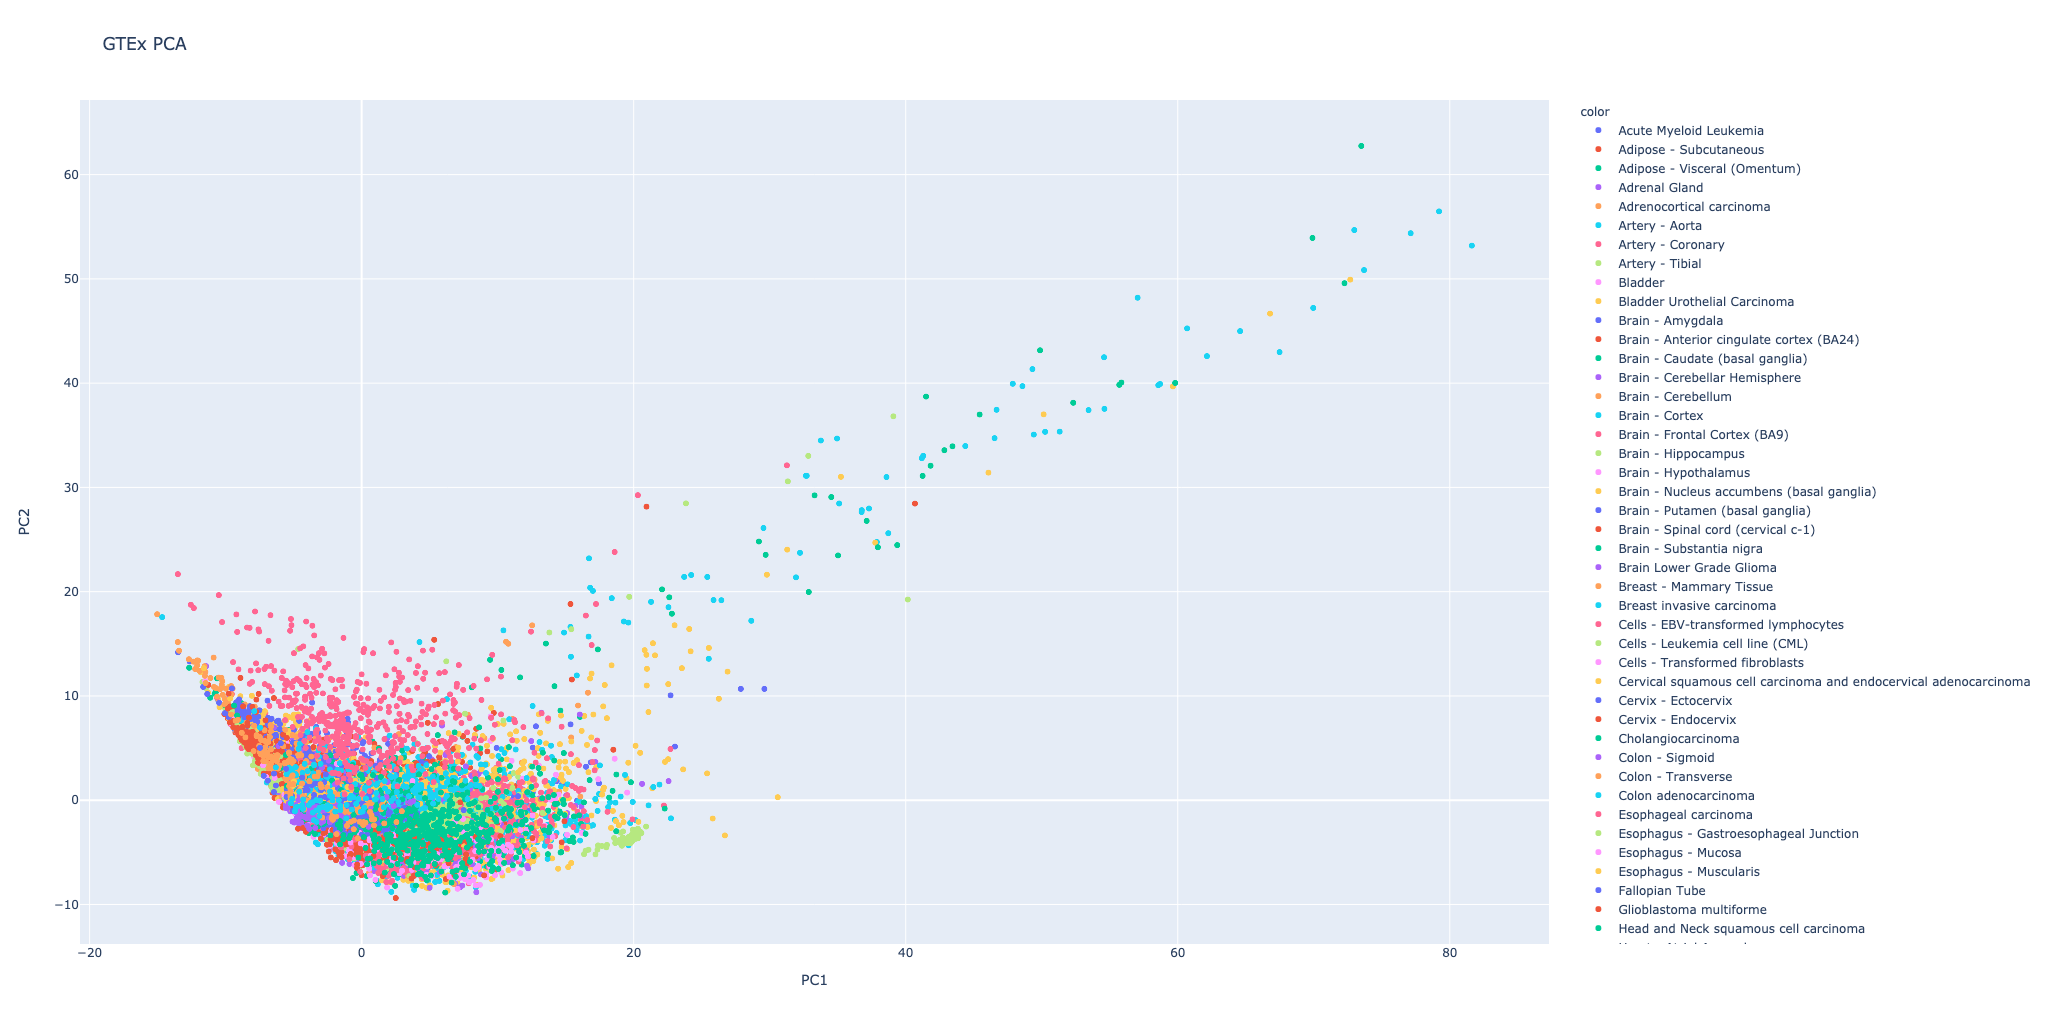 GTEx PCA
60
50
40
30
20
10
0
−10
PC2
−20
0
20
40
60
80
PC1
color
Acute Myeloid Leukemia
Adipose - Subcutaneous
Adipose - Visceral (Omentum)
Adrenal Gland
Adrenocortical carcinoma
Artery - Aorta
Artery - Coronary
Artery - Tibial
Bladder
Bladder Urothelial Carcinoma
Brain - Amygdala
Brain - Anterior cingulate cortex (BA24)
Brain - Caudate (basal ganglia)
Brain - Cerebellar Hemisphere
Brain - Cerebellum
Brain - Cortex
Brain - Frontal Cortex (BA9)
Brain - Hippocampus
Brain - Hypothalamus
Brain - Nucleus accumbens (basal ganglia)
Brain - Putamen (basal ganglia)
Brain - Spinal cord (cervical c-1)
Brain - Substantia nigra
Brain Lower Grade Glioma
Breast - Mammary Tissue
Breast invasive carcinoma
Cells - EBV-transformed lymphocytes
Cells - Leukemia cell line (CML)
Cells - Transformed fibroblasts
Cervical squamous cell carcinoma and endocervical adenocarcinoma
Cervix - Ectocervix
Cervix - Endocervix
Cholangiocarcinoma
Colon - Sigmoid
Colon - Transverse
Colon adenocarcinoma
Esophageal carcinoma
Esophagus - Gastroesophageal Junction
Esophagus - Mucosa
Esophagus - Muscularis
Fallopian Tube
Glioblastoma multiforme
Head and Neck squamous cell carcinoma